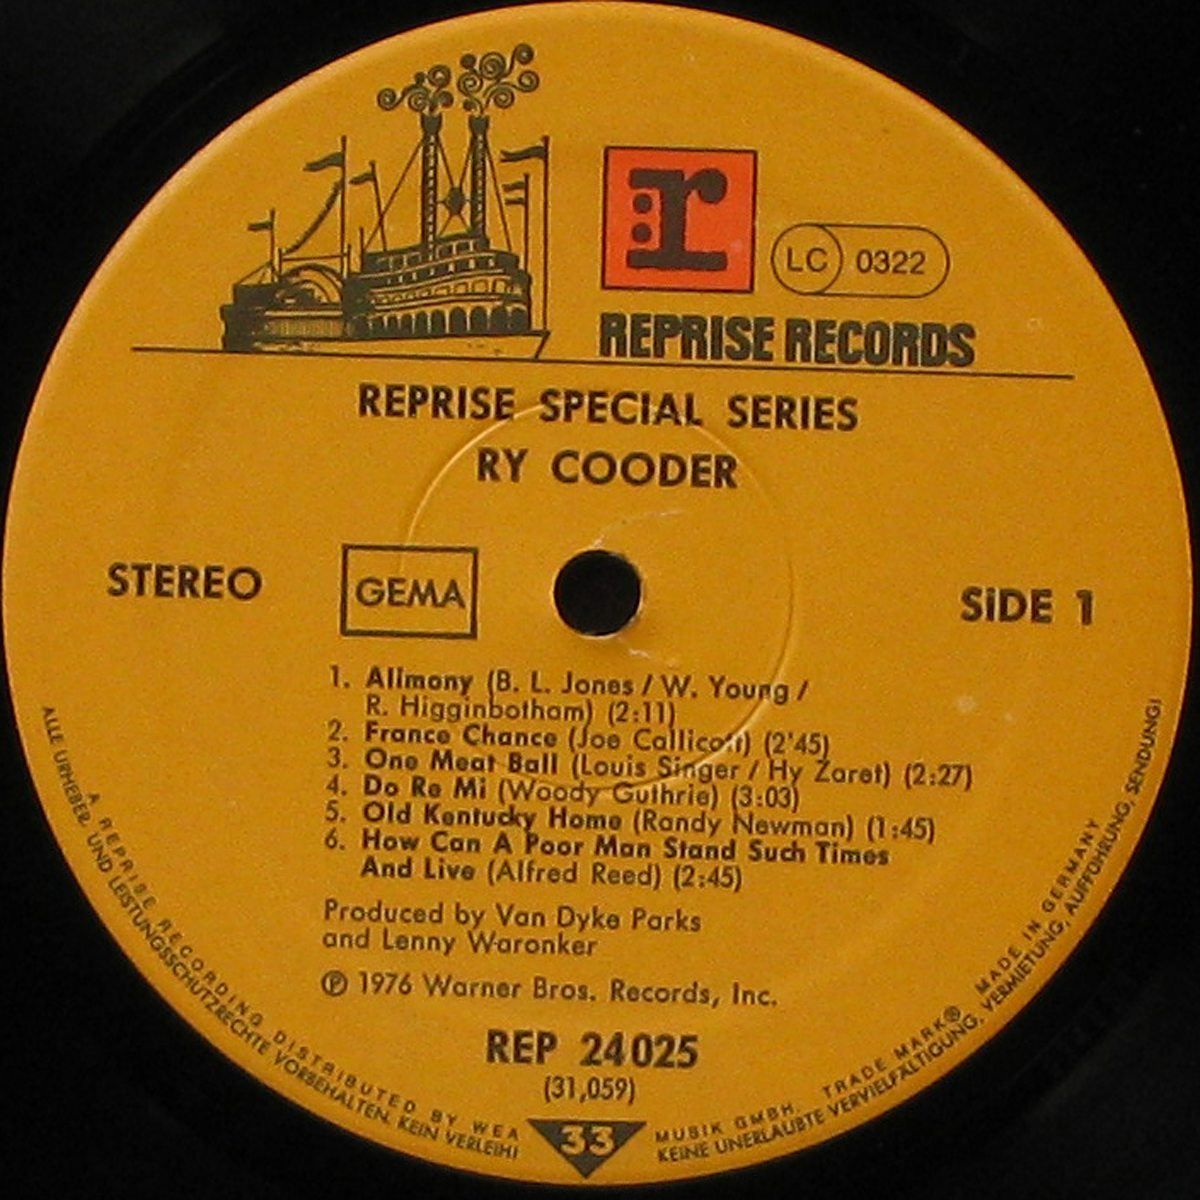 r
LC 0322
REPRISE RECORDS
REPRISE SPECIAL SERIES
RY COODER
STEREO
GEMA
SiDE 1
1. Alimony (B. L. Jones / W. Young /
R. Higginbotham) (2:11)
2. France Chance (Joe Callicott) (2'45)
3. One Meat Ball (Louis Singer / Hy Zaret) (2:27)
4. Do Re Mi (Woody Guthrie) (3:03)
5. Old Kentucky Home (Randy Newman) (1:45)
6. How Can A Poor Man Stand Such Times
And Live (Alfred Reed) (2:45)
Produced by Van Dyke Parks
and Lenny Waronker
℗ 1976 Warner Bros. Records, Inc.
REP 24025
(31,059)
33
A REPRISE RECORDING DISTRIBUTED BY WEA MUSIK GMBH. TRADE MARK® MADE IN GERMANY
ALLE URHEBER- UND LEISTUNGSSCHUTZRECHTE VORBEHALTEN. KEIN VERLEIH! KEINE UNERLAUBTE VERVIELFÄLTIGUNG, VERMIETUNG, AUFFÜHRUNG, SENDUNG!